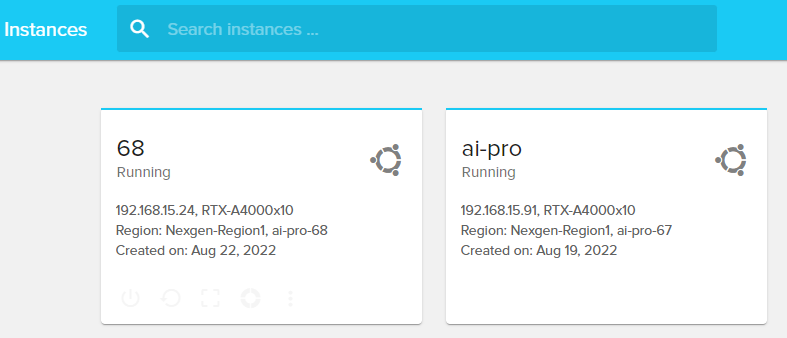 Instances
Search instances ...
68
Running
192.168.15.24, RTX-A4000x10
Region: Nexgen-Region1, ai-pro-68
Created on: Aug 22, 2022
ai-pro
Running
192.168.15.91, RTX-A4000x10
Region: Nexgen-Region1, ai-pro-67
Created on: Aug 19, 2022